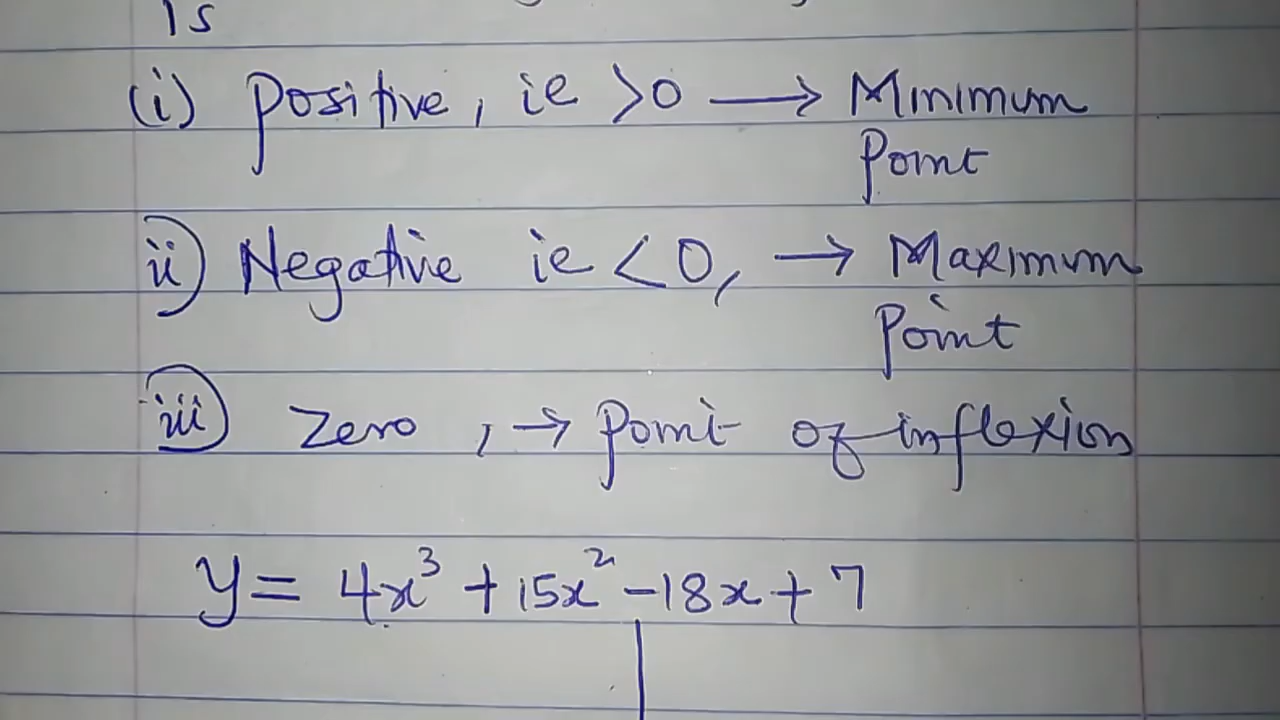 is
(i) positive, ie >0 → Minimum
Point
ii) Negative ie < 0, → Maximum
Point
iii) Zero, → Point of inflexion
y = 4x³ + 15x² - 18x + 7